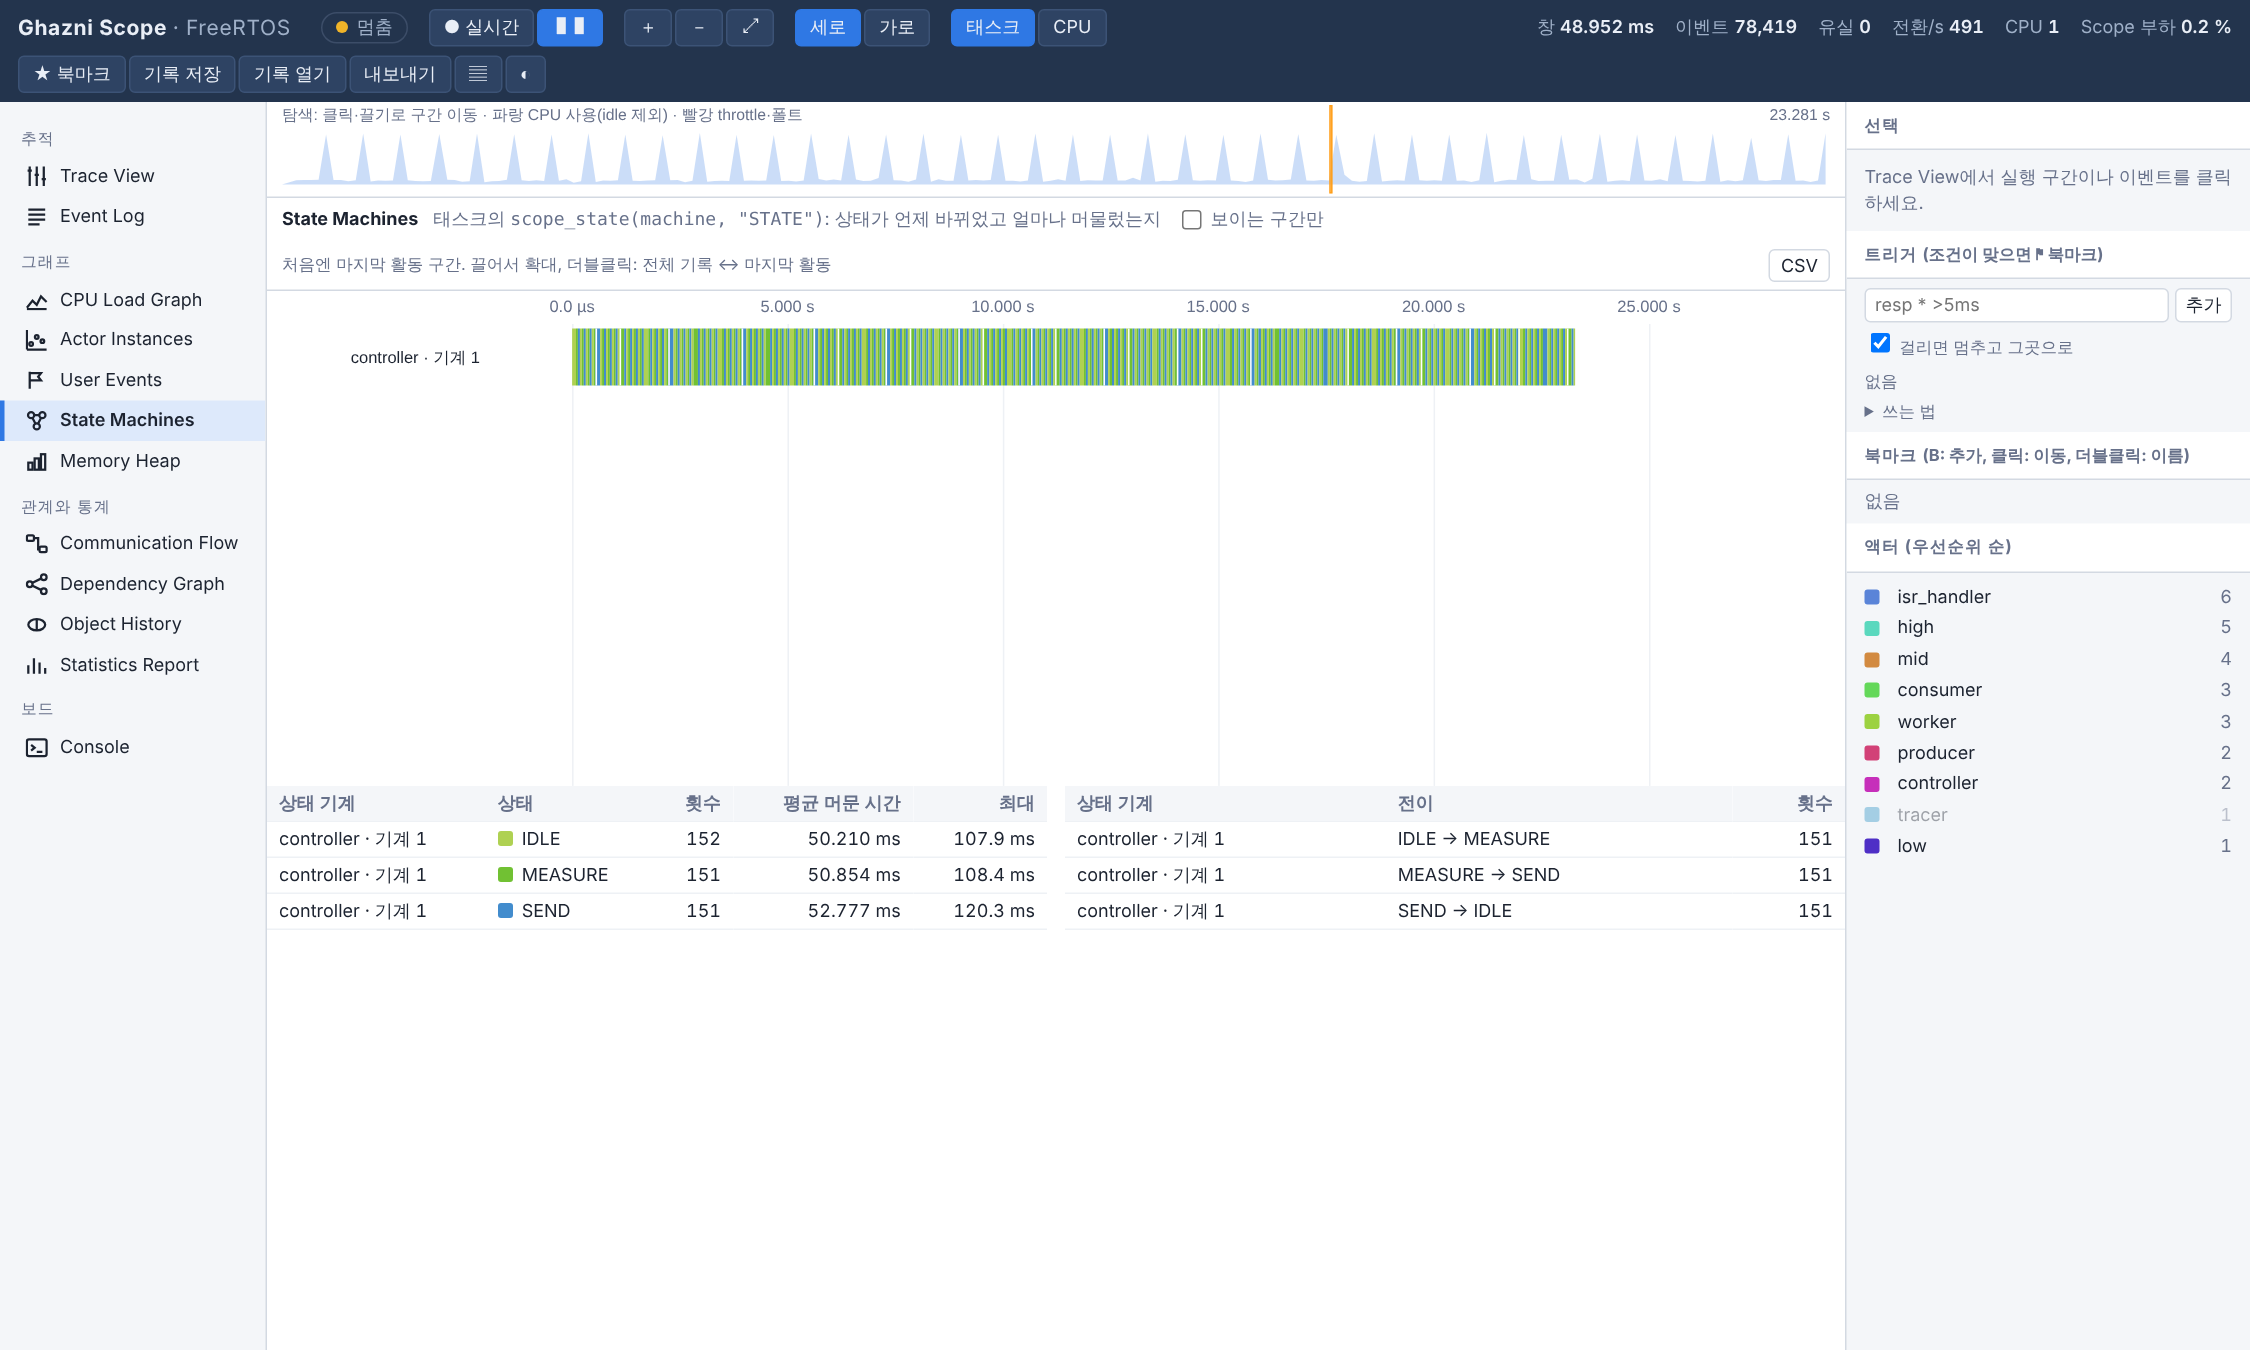 Ghazni Scope · FreeRTOS
멈춤
실시간
+
−
세로
가로
태스크
CPU
창 48.952 ms 이벤트 78,419 유실 0 전환/s 491 CPU 1 Scope 부하 0.2 %
★ 북마크
기록 저장
기록 열기
내보내기
추적
Trace View
Event Log
그래프
CPU Load Graph
Actor Instances
User Events
State Machines
Memory Heap
관계와 통계
Communication Flow
Dependency Graph
Object History
Statistics Report
보드
Console
탐색: 클릭·끌기로 구간 이동 · 파랑 CPU 사용(idle 제외) · 빨강 throttle·폴트
23.281 s
State Machines 태스크의 scope_state(machine, "STATE"): 상태가 언제 바뀌었고 얼마나 머물렀는지 보이는 구간만
처음엔 마지막 활동 구간. 끌어서 확대, 더블클릭: 전체 기록 ↔ 마지막 활동
CSV
0.0 µs 5.000 s 10.000 s 15.000 s 20.000 s 25.000 s
controller · 기계 1
상태 기계 상태 횟수 평균 머문 시간 최대
controller · 기계 1 IDLE 152 50.210 ms 107.9 ms
controller · 기계 1 MEASURE 151 50.854 ms 108.4 ms
controller · 기계 1 SEND 151 52.777 ms 120.3 ms
상태 기계 전이 횟수
controller · 기계 1 IDLE → MEASURE 151
controller · 기계 1 MEASURE → SEND 151
controller · 기계 1 SEND → IDLE 151
선택
Trace View에서 실행 구간이나 이벤트를 클릭
하세요.
트리거 (조건이 맞으면 ⚑ 북마크)
resp * >5ms
추가
걸리면 멈추고 그곳으로
없음
▶ 쓰는 법
북마크 (B: 추가, 클릭: 이동, 더블클릭: 이름)
없음
액터 (우선순위 순)
isr_handler 6
high 5
mid 4
consumer 3
worker 3
producer 2
controller 2
tracer 1
low 1